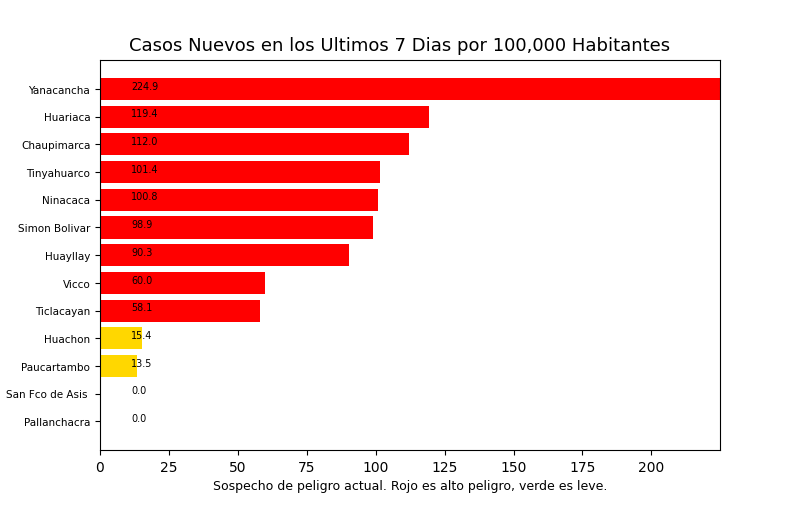 Casos Nuevos en los Ultimos 7 Dias por 100,000 Habitantes
Yanacancha 224.9
Huariaca 119.4
Chaupimarca 112.0
Tinyahuarco 101.4
Ninacaca 100.8
Simon Bolivar 98.9
Huayllay 90.3
Vicco 60.0
Ticlacayan 58.1
Huachon 15.4
Paucartambo 13.5
San Fco de Asis 0.0
Pallanchacra 0.0
0 25 50 75 100 125 150 175 200
Sospecho de peligro actual. Rojo es alto peligro, verde es leve.